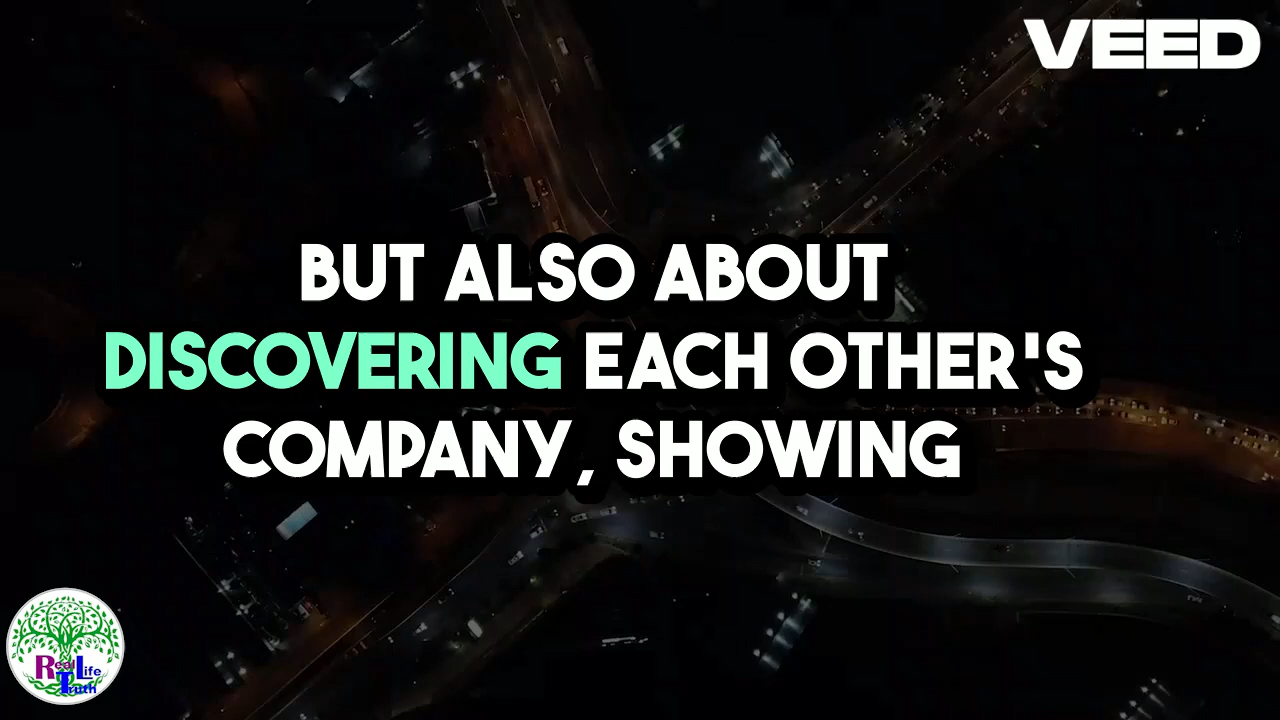 VEED
BUT ALSO ABOUT
DISCOVERING EACH OTHER'S
COMPANY, SHOWING
Real Life
Truth